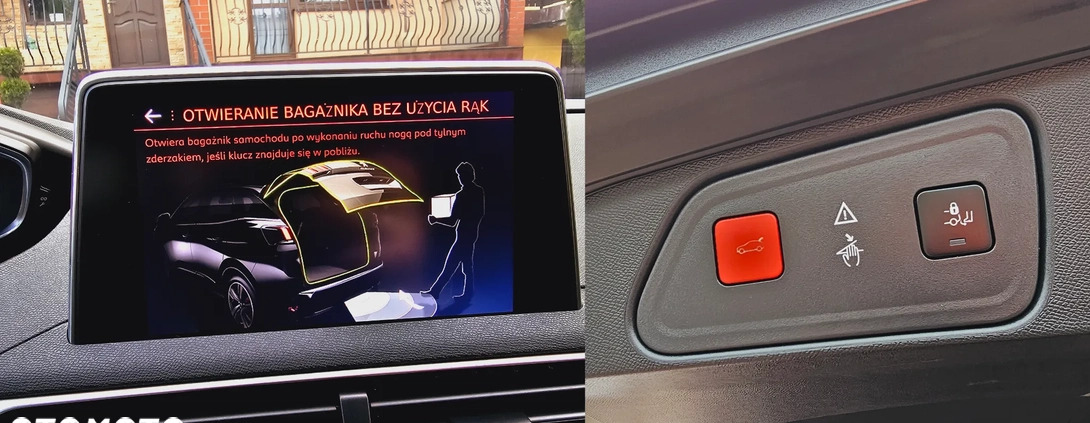 OTWIERANIE BAGAŻNIKA BEZ UŻYCIA RĄK
Otwiera bagażnik samochodu po wykonaniu ruchu nogą pod tylnym
zderzakiem, jeśli klucz znajduje się w pobliżu.
OTOMOTO